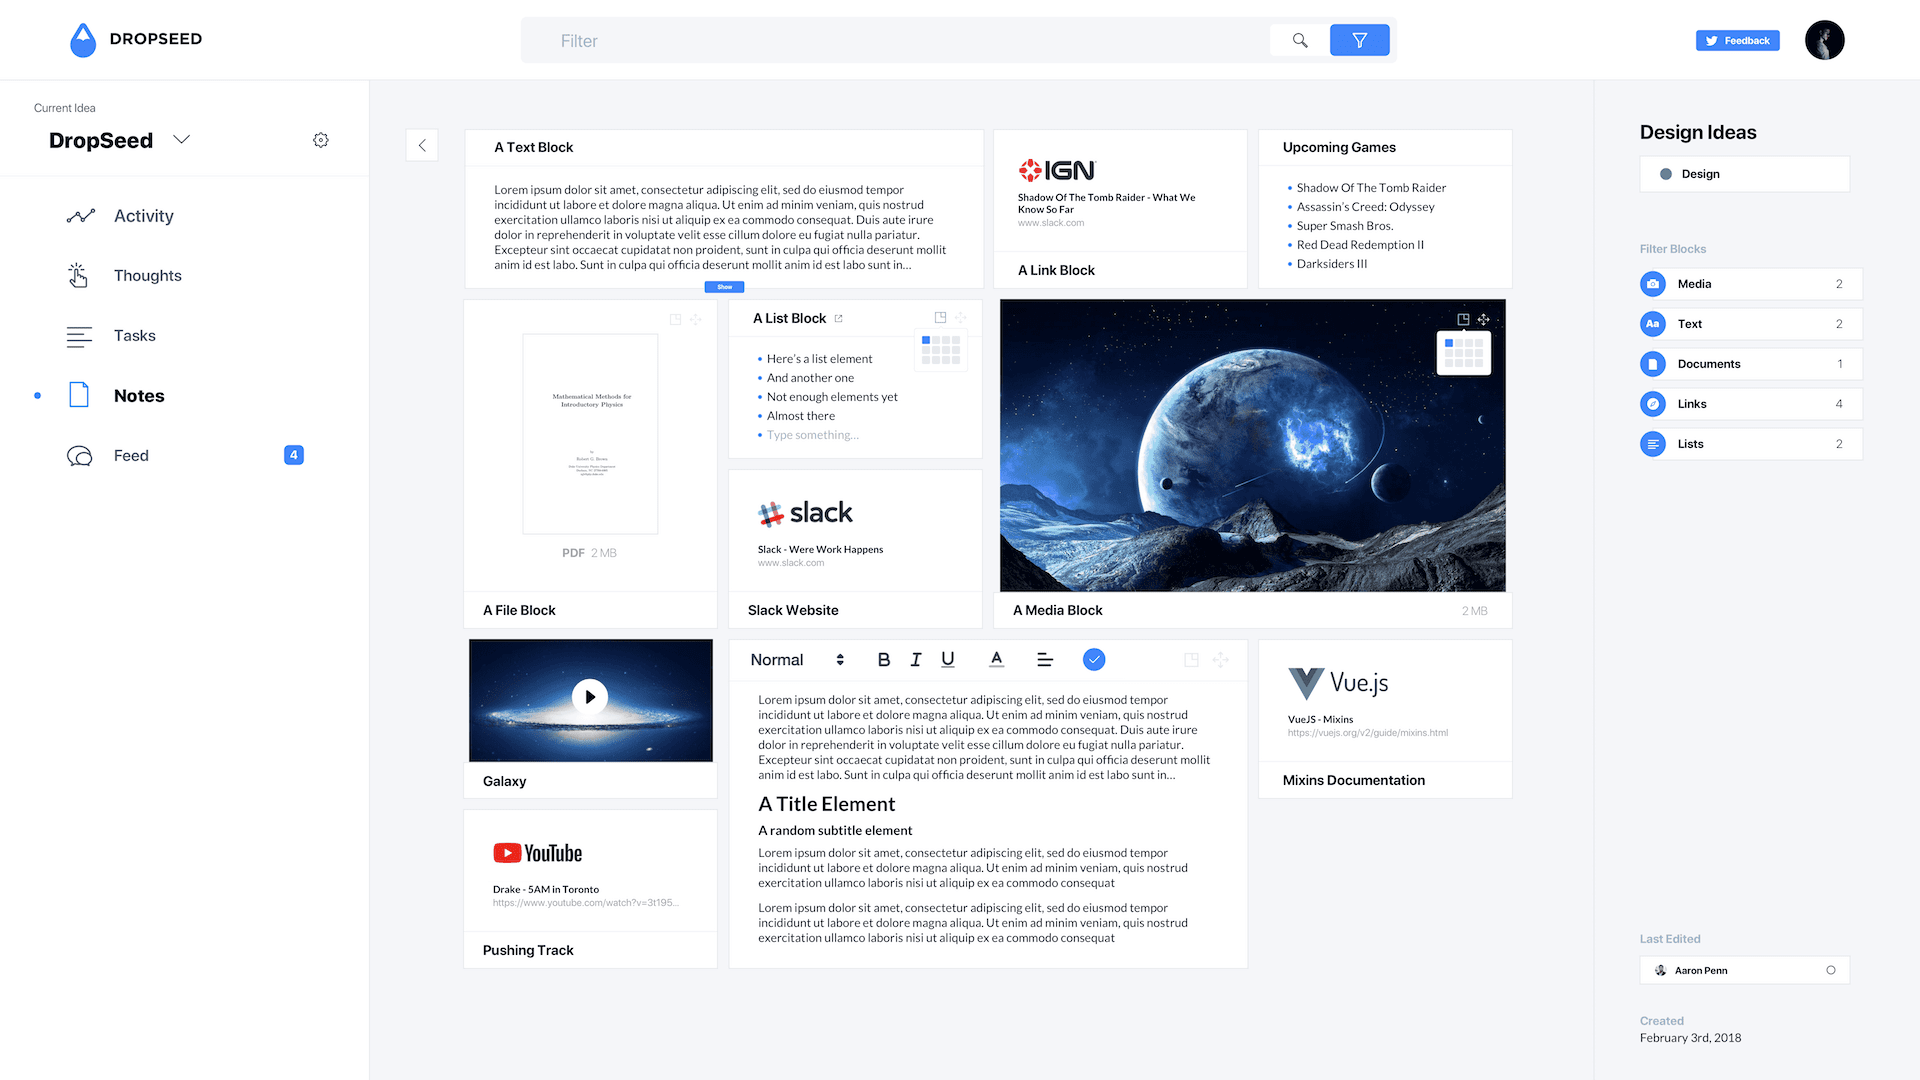 DROPSEED
Filter
Feedback
Current Idea
DropSeed
Activity
Thoughts
Tasks
Notes
Feed
4
A Text Block
Lorem ipsum dolor sit amet, consectetur adipiscing elit, sed do eiusmod tempor
incididunt ut labore et dolore magna aliqua. Ut enim ad minim veniam, quis nostrud
exercitation ullamco laboris nisi ut aliquip ex ea commodo consequat. Duis aute irure
dolor in reprehenderit in voluptate velit esse cillum dolore eu fugiat nulla pariatur.
Excepteur sint occaecat cupidatat non proident, sunt in culpa qui officia deserunt mollit
anim id est labo. Sunt in culpa qui officia deserunt mollit anim id est labo sunt in...
Show
IGN
Shadow Of The Tomb Raider - What We
Know So Far
www.slack.com
A Link Block
Upcoming Games
Shadow Of The Tomb Raider
Assassin's Creed: Odyssey
Super Smash Bros.
Red Dead Redemption II
Darksiders III
Mathematical Methods for
Introductory Physics
by
Robert G. Brown
PDF 2 MB
A File Block
A List Block
Here's a list element
And another one
Not enough elements yet
Almost there
Type something...
slack
Slack - Were Work Happens
www.slack.com
Slack Website
A Media Block
2 MB
Galaxy
Normal
B I U A
Lorem ipsum dolor sit amet, consectetur adipiscing elit, sed do eiusmod tempor
incididunt ut labore et dolore magna aliqua. Ut enim ad minim veniam, quis nostrud
exercitation ullamco laboris nisi ut aliquip ex ea commodo consequat. Duis aute irure
dolor in reprehenderit in voluptate velit esse cillum dolore eu fugiat nulla pariatur.
Excepteur sint occaecat cupidatat non proident, sunt in culpa qui officia deserunt mollit
anim id est labo. Sunt in culpa qui officia deserunt mollit anim id est labo sunt in...
A Title Element
A random subtitle element
Lorem ipsum dolor sit amet, consectetur adipiscing elit, sed do eiusmod tempor
incididunt ut labore et dolore magna aliqua. Ut enim ad minim veniam, quis nostrud
exercitation ullamco laboris nisi ut aliquip ex ea commodo consequat
Lorem ipsum dolor sit amet, consectetur adipiscing elit, sed do eiusmod tempor
incididunt ut labore et dolore magna aliqua. Ut enim ad minim veniam, quis nostrud
exercitation ullamco laboris nisi ut aliquip ex ea commodo consequat
Vue.js
VueJS - Mixins
https://vuejs.org/v2/guide/mixins.html
Mixins Documentation
YouTube
Drake - 5AM in Toronto
https://www.youtube.com/watch?v=3t195...
Pushing Track
Design Ideas
Design
Filter Blocks
Media 2
Aa Text 2
Documents 1
Links 4
Lists 2
Last Edited
Aaron Penn
Created
February 3rd, 2018